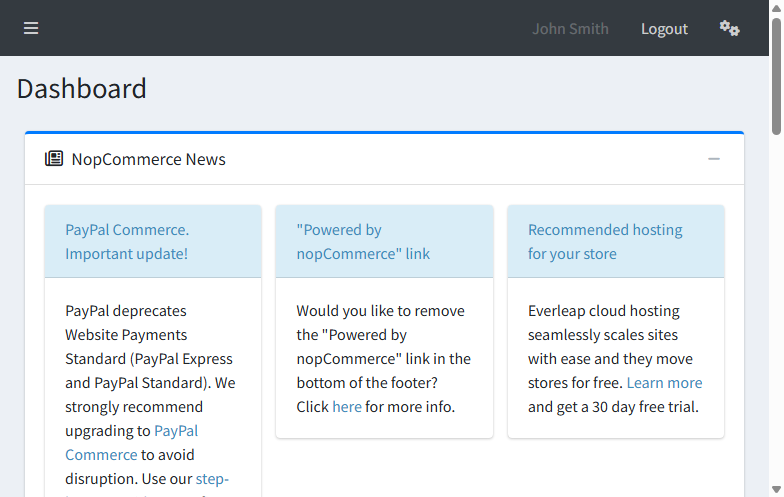 John Smith Logout
Dashboard
NopCommerce News
PayPal Commerce.
Important update!
PayPal deprecates
Website Payments
Standard (PayPal Express
and PayPal Standard). We
strongly recommend
upgrading to PayPal
Commerce to avoid
disruption. Use our step-
"Powered by
nopCommerce" link
Would you like to remove
the "Powered by
nopCommerce" link in the
bottom of the footer?
Click here for more info.
Recommended hosting
for your store
Everleap cloud hosting
seamlessly scales sites
with ease and they move
stores for free. Learn more
and get a 30 day free trial.